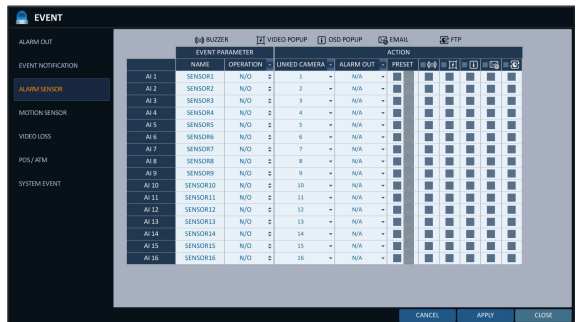 EVENT
ALARM OUT
EVENT NOTIFICATION
ALARM SENSOR
MOTION SENSOR
VIDEO LOSS
POS / ATM
SYSTEM EVENT
BUZZER VIDEO POPUP OSD POPUP EMAIL FTP
EVENT PARAMETER ACTION
NAME OPERATION LINKED CAMERA ALARM OUT PRESET
AI 1 SENSOR1 N/O 1 N/A
AI 2 SENSOR2 N/O 2 N/A
AI 3 SENSOR3 N/O 3 N/A
AI 4 SENSOR4 N/O 4 N/A
AI 5 SENSOR5 N/O 5 N/A
AI 6 SENSOR6 N/O 6 N/A
AI 7 SENSOR7 N/O 7 N/A
AI 8 SENSOR8 N/O 8 N/A
AI 9 SENSOR9 N/O 9 N/A
AI 10 SENSOR10 N/O 10 N/A
AI 11 SENSOR11 N/O 11 N/A
AI 12 SENSOR12 N/O 12 N/A
AI 13 SENSOR13 N/O 13 N/A
AI 14 SENSOR14 N/O 14 N/A
AI 15 SENSOR15 N/O 15 N/A
AI 16 SENSOR16 N/O 16 N/A
CANCEL APPLY CLOSE